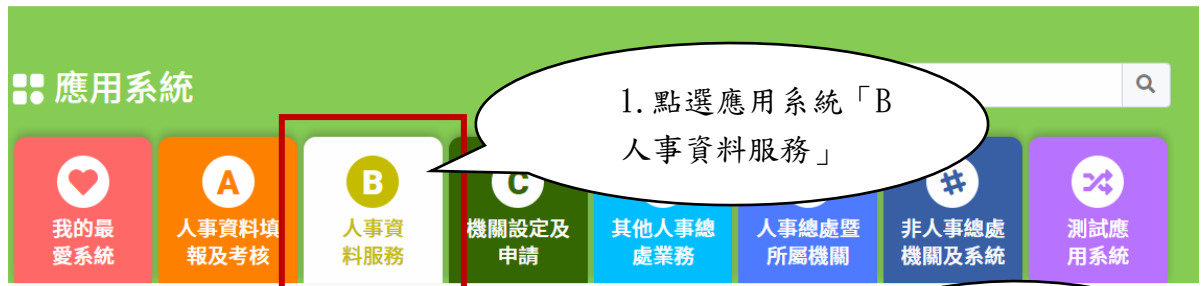 應用系統
1.點選應用系統「B
人事資料服務」
我的最
愛系統
A
人事資料填
報及考核
B
人事資
料服務
C
機關設定及
申請
其他人事總
處業務
人事總處暨
所屬機關
#
非人事總處
機關及系統
測試應
用系統